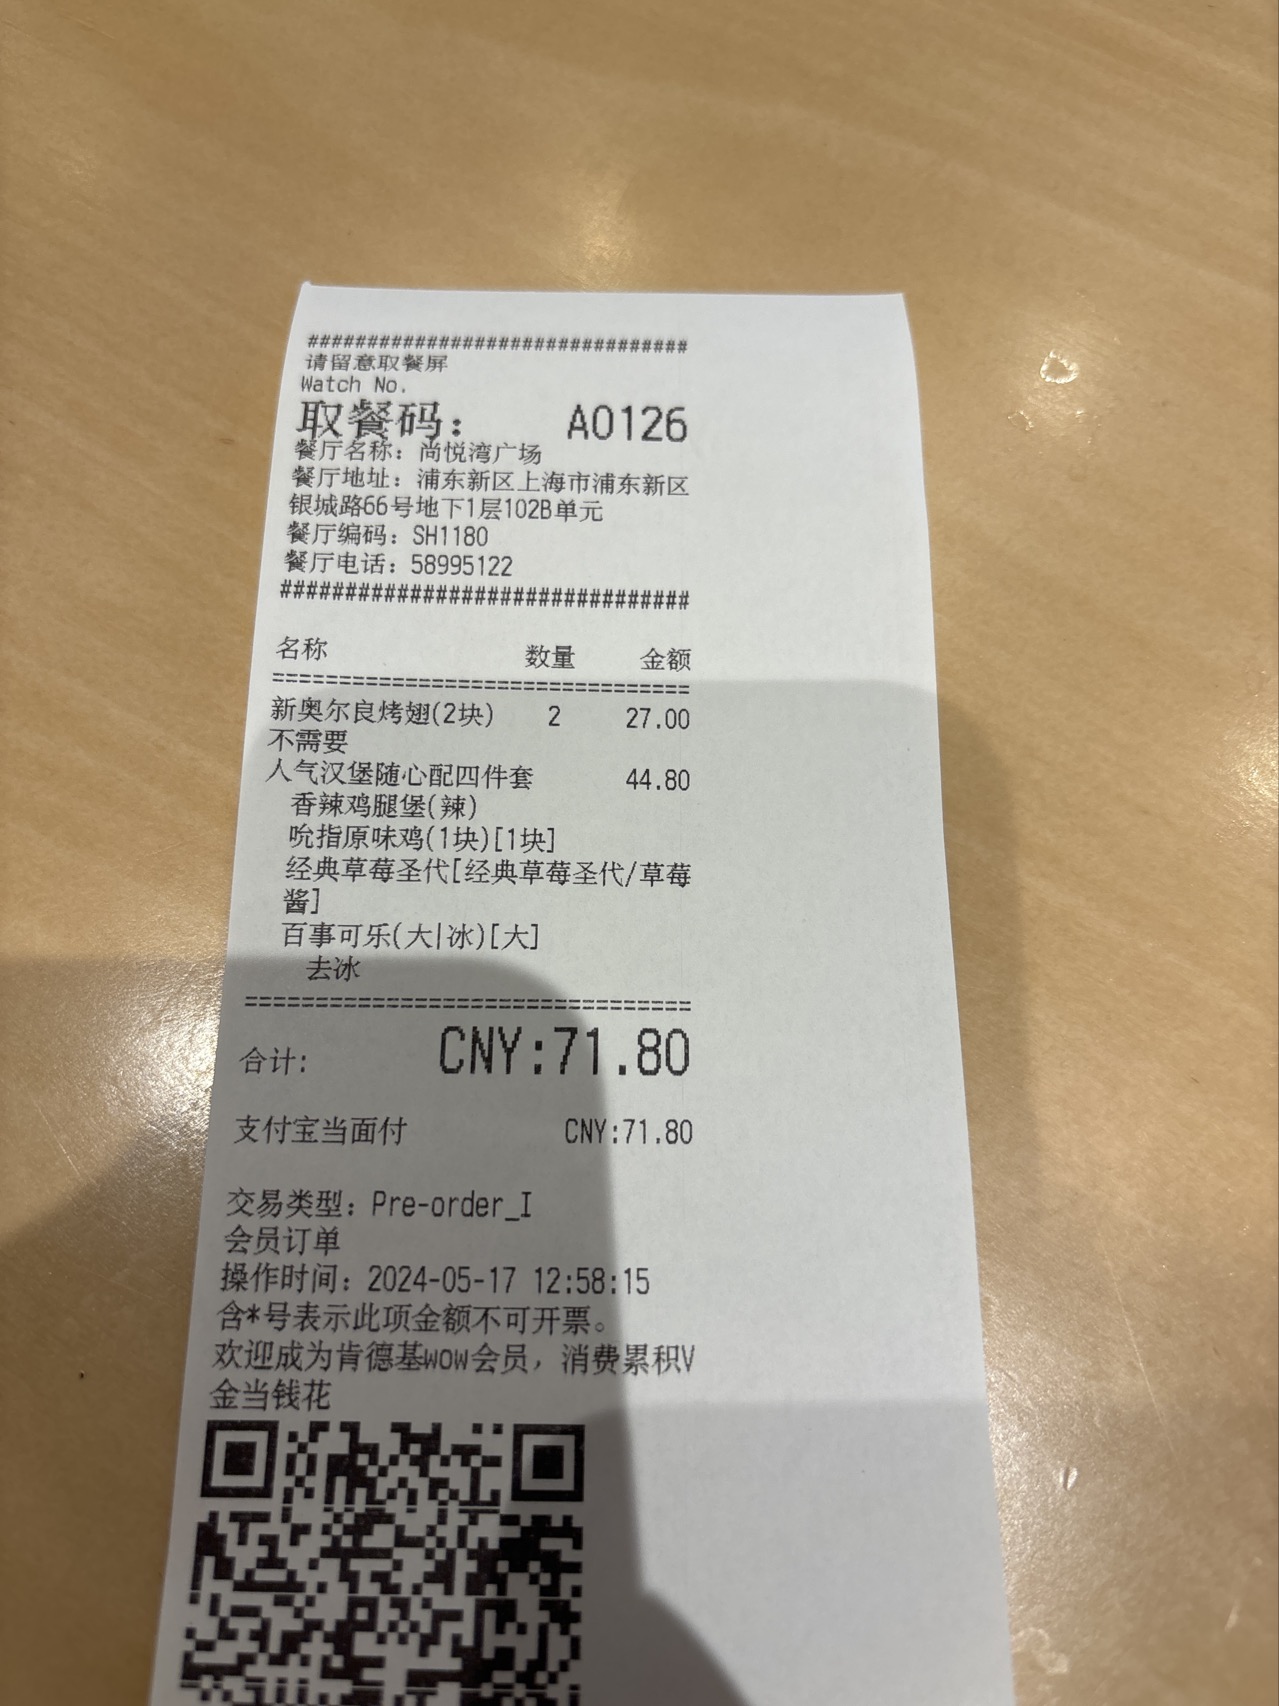 ################################
请留意取餐屏
Watch No.
取餐码： A0126
餐厅名称：尚悦湾广场
餐厅地址：浦东新区上海市浦东新区
银城路66号地下1层102B单元
餐厅编码：SH1180
餐厅电话：58995122
################################
名称 数量 金额
================================
新奥尔良烤翅(2块) 2 27.00
不需要
人气汉堡随心配四件套 44.80
香辣鸡腿堡(辣)
吮指原味鸡(1块)[1块]
经典草莓圣代[经典草莓圣代/草莓
酱]
百事可乐(大|冰)[大]
去冰
================================
合计: CNY:71.80
支付宝当面付 CNY:71.80
交易类型：Pre-order_I
会员订单
操作时间：2024-05-17 12:58:15
含*号表示此项金额不可开票。
欢迎成为肯德基wow会员，消费累积V
金当钱花